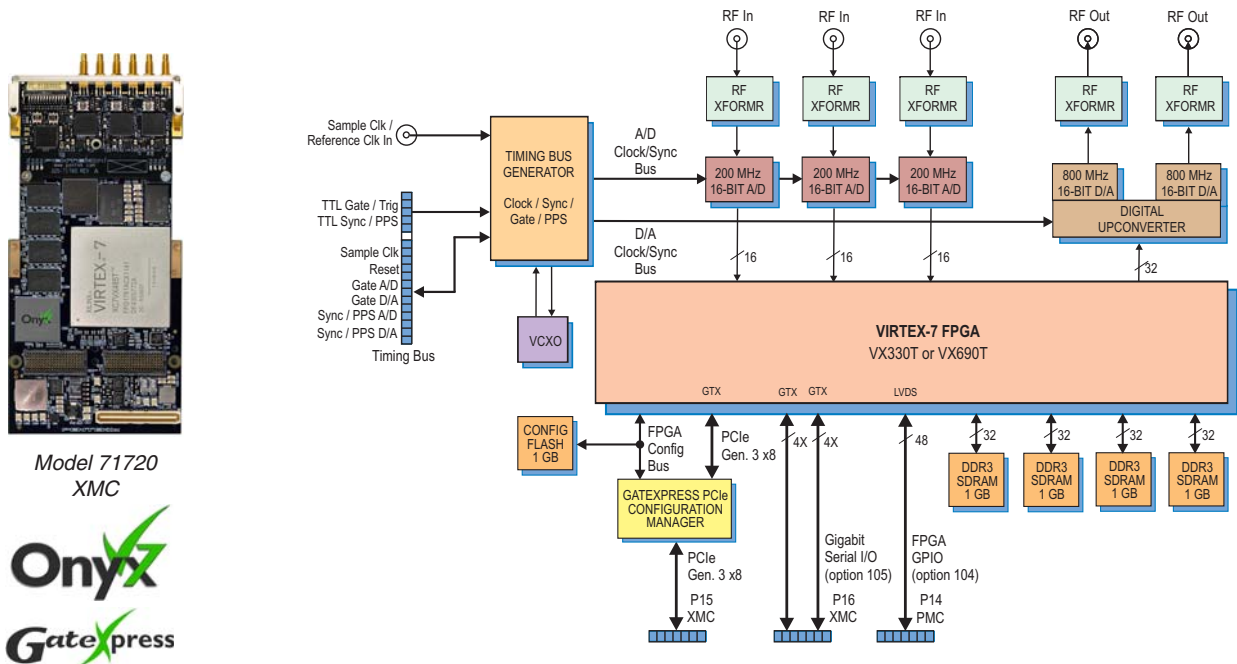 RF In
RF In
RF In
RF Out
RF Out
RF
XFORMR
RF
XFORMR
RF
XFORMR
RF
XFORMR
RF
XFORMR
Sample Clk /
Reference Clk In
TIMING BUS
GENERATOR
Clock / Sync /
Gate / PPS
A/D
Clock/Sync
Bus
200 MHz
16-BIT A/D
200 MHz
16-BIT A/D
200 MHz
16-BIT A/D
800 MHz
16-BIT D/A
800 MHz
16-BIT D/A
DIGITAL
UPCONVERTER
TTL Gate / Trig
TTL Sync / PPS
Sample Clk
Reset
Gate A/D
Gate D/A
Sync / PPS A/D
Sync / PPS D/A
Timing Bus
D/A
Clock/Sync
Bus
16
16
16
32
VCXO
VIRTEX-7 FPGA
VX330T or VX690T
GTX
GTX
GTX
LVDS
CONFIG
FLASH
1 GB
FPGA
Config
Bus
PCIe
Gen. 3 x8
4X
4X
48
32
32
32
32
DDR3
SDRAM
1 GB
DDR3
SDRAM
1 GB
DDR3
SDRAM
1 GB
DDR3
SDRAM
1 GB
GATEXPRESS PCIe
CONFIGURATION
MANAGER
PCIe
Gen. 3 x8
Gigabit
Serial I/O
(option 105)
FPGA
GPIO
(option 104)
P15
XMC
P16
XMC
P14
PMC
VIRTEX-7
Onyx
Model 71720
XMC
Onyx7
GateXpress